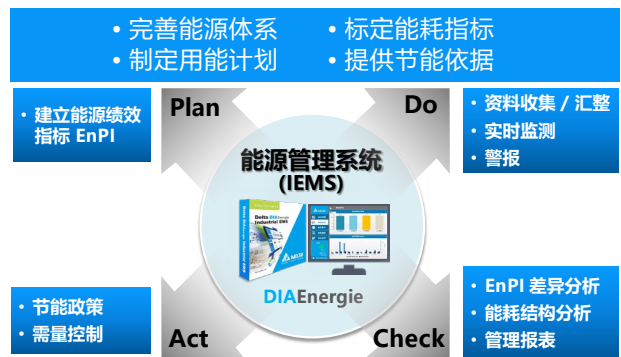 • 完善能源体系
• 标定能耗指标
• 制定用能计划
• 提供节能依据
• 建立能源绩效
指标 EnPI
Plan
Do
• 资料收集 / 汇整
• 实时监测
• 警报
能源管理系统
(IEMS)
Delta DIAEnergie
Industrial EMS
DIAEnergie
• 节能政策
• 需量控制
Act
Check
• EnPI 差异分析
• 能耗结构分析
• 管理报表